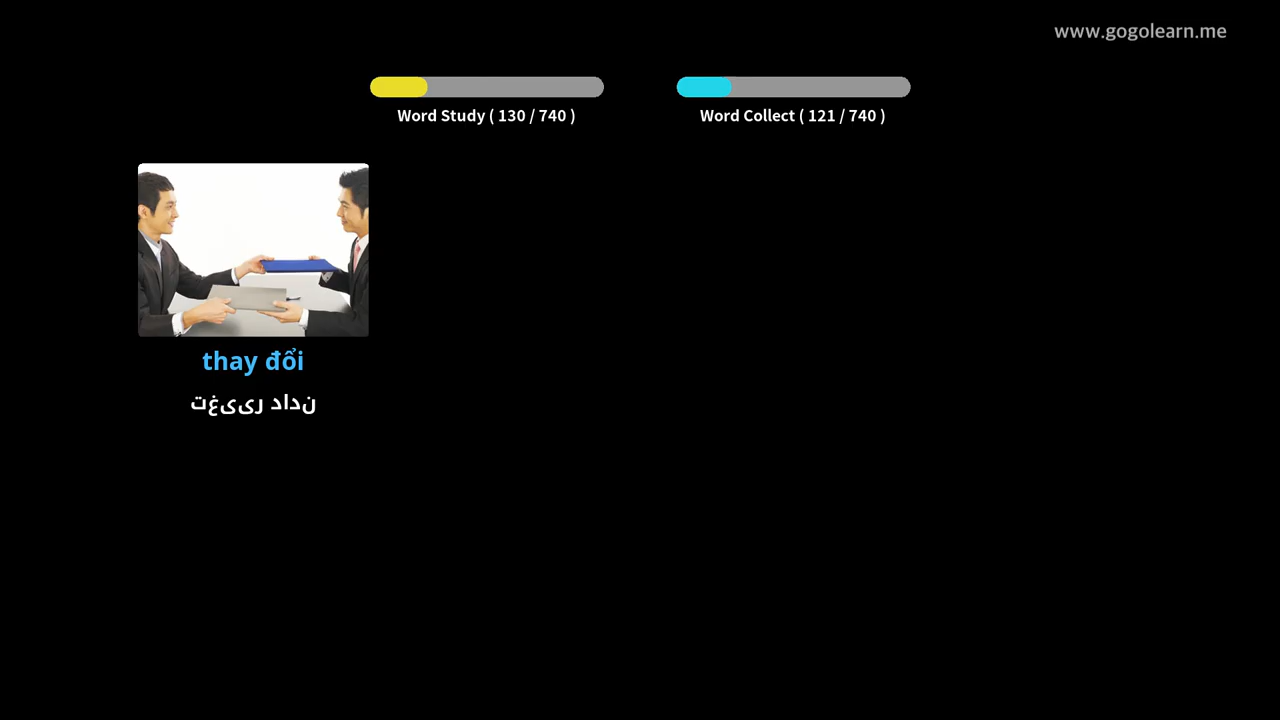 www.gogolearn.me
Word Study ( 130 / 740 )
Word Collect ( 121 / 740 )
thay đổi
تغییر دادن